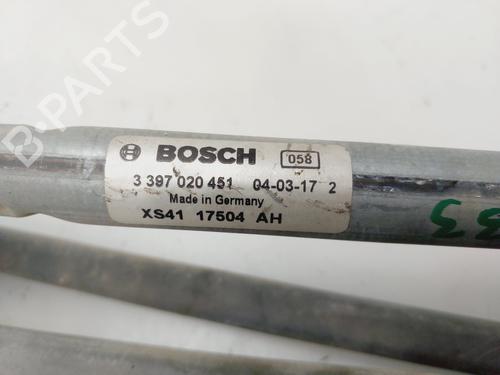 B-PARTS
BOSCH 058
3 397 020 451 04-03-17 2
Made in Germany
XS41 17504 AH